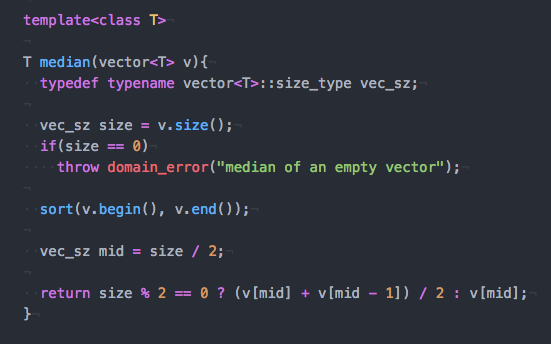 template<class T>
T median(vector<T> v){
typedef typename vector<T>::size_type vec_sz;
vec_sz size = v.size();
if(size == 0)
throw domain_error("median of an empty vector");
sort(v.begin(), v.end());
vec_sz mid = size / 2;
return size % 2 == 0 ? (v[mid] + v[mid - 1]) / 2 : v[mid];
}